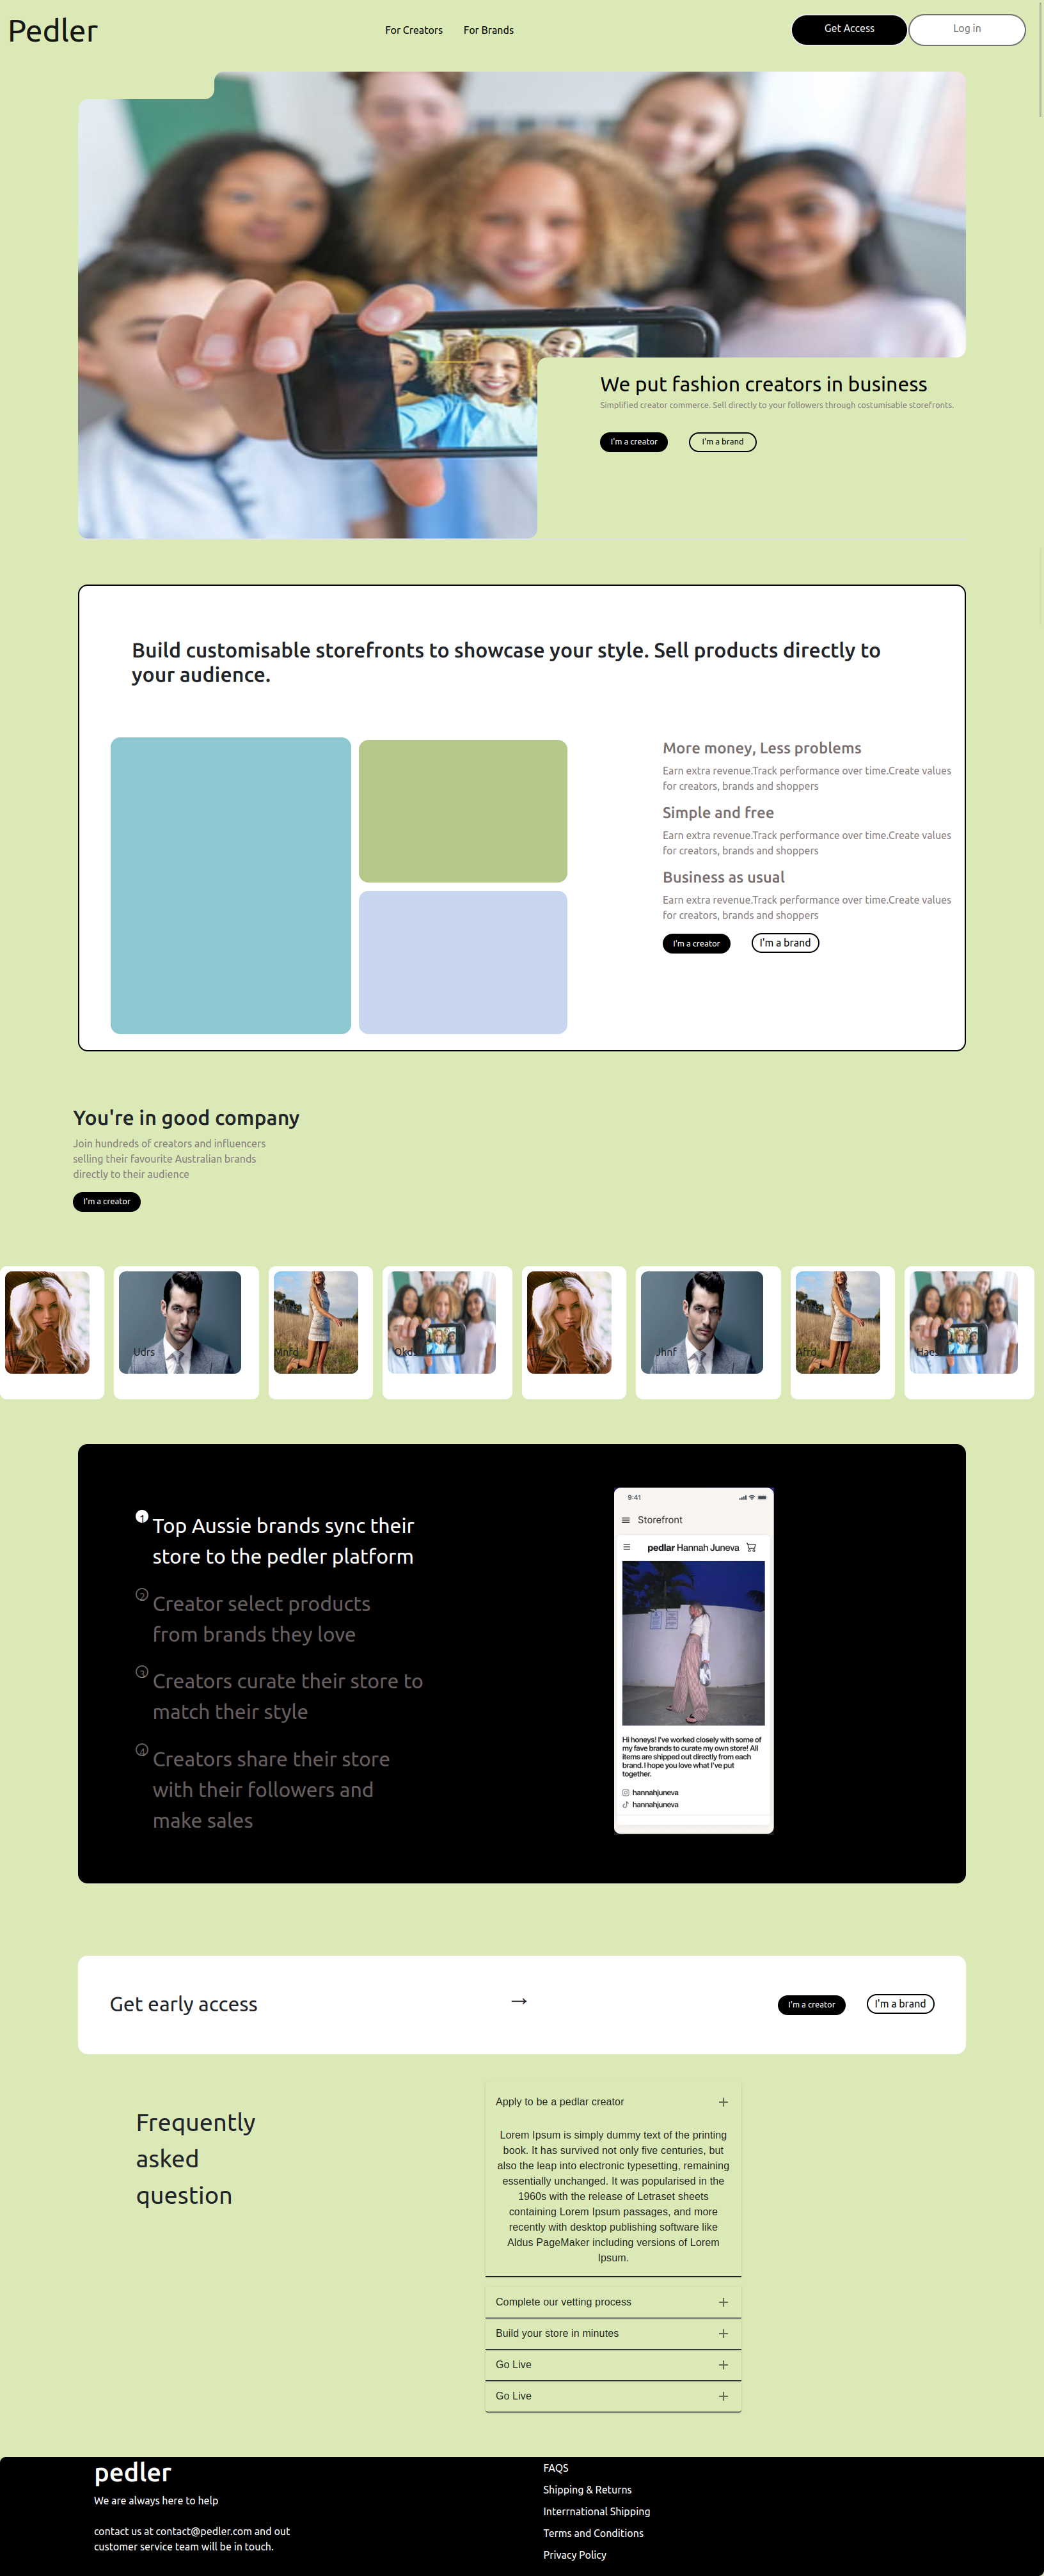 Pedler
For Creators
For Brands
Get Access
Log in
We put fashion creators in business
Simplified creator commerce. Sell directly to your followers through costumisable storefronts.
I'm a creator
I'm a brand
Build customisable storefronts to showcase your style. Sell products directly to
your audience.
More money, Less problems
Earn extra revenue.Track performance over time.Create values
for creators, brands and shoppers
Simple and free
Earn extra revenue.Track performance over time.Create values
for creators, brands and shoppers
Business as usual
Earn extra revenue.Track performance over time.Create values
for creators, brands and shoppers
I'm a creator
I'm a brand
You're in good company
Join hundreds of creators and influencers
selling their favourite Australian brands
directly to their audience
I'm a creator
Udrs
Mnfd
Okds
Jhnf
Afrd
Haes
1
Top Aussie brands sync their
store to the pedler platform
2
Creator select products
from brands they love
3
Creators curate their store to
match their style
4
Creators share their store
with their followers and
make sales
9:41
Storefront
pedlar Hannah Juneva
Hi honeys! I've worked closely with some of
my fave brands to curate my own store! All
items are shipped out directly from each
brand. I hope you love what I've put
together.
hannahjuneva
hannahjuneva
Get early access
→
I'm a creator
I'm a brand
Frequently
asked
question
Apply to be a pedlar creator
Lorem Ipsum is simply dummy text of the printing
book. It has survived not only five centuries, but
also the leap into electronic typesetting, remaining
essentially unchanged. It was popularised in the
1960s with the release of Letraset sheets
containing Lorem Ipsum passages, and more
recently with desktop publishing software like
Aldus PageMaker including versions of Lorem
Ipsum.
Complete our vetting process
Build your store in minutes
Go Live
Go Live
pedler
We are always here to help
contact us at contact@pedler.com and out
customer service team will be in touch.
FAQS
Shipping & Returns
Interrnational Shipping
Terms and Conditions
Privacy Policy